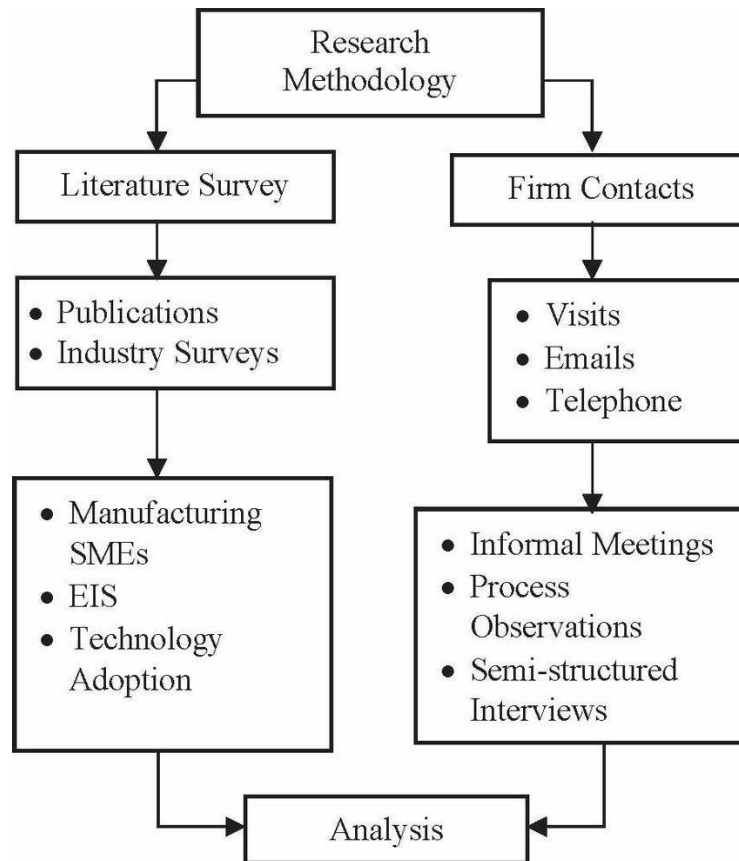 Research
Methodology
Literature Survey
• Publications
• Industry Surveys
• Manufacturing
SMEs
• EIS
• Technology
Adoption
Firm Contacts
• Visits
• Emails
• Telephone
• Informal Meetings
• Process
Observations
• Semi-structured
Interviews
Analysis